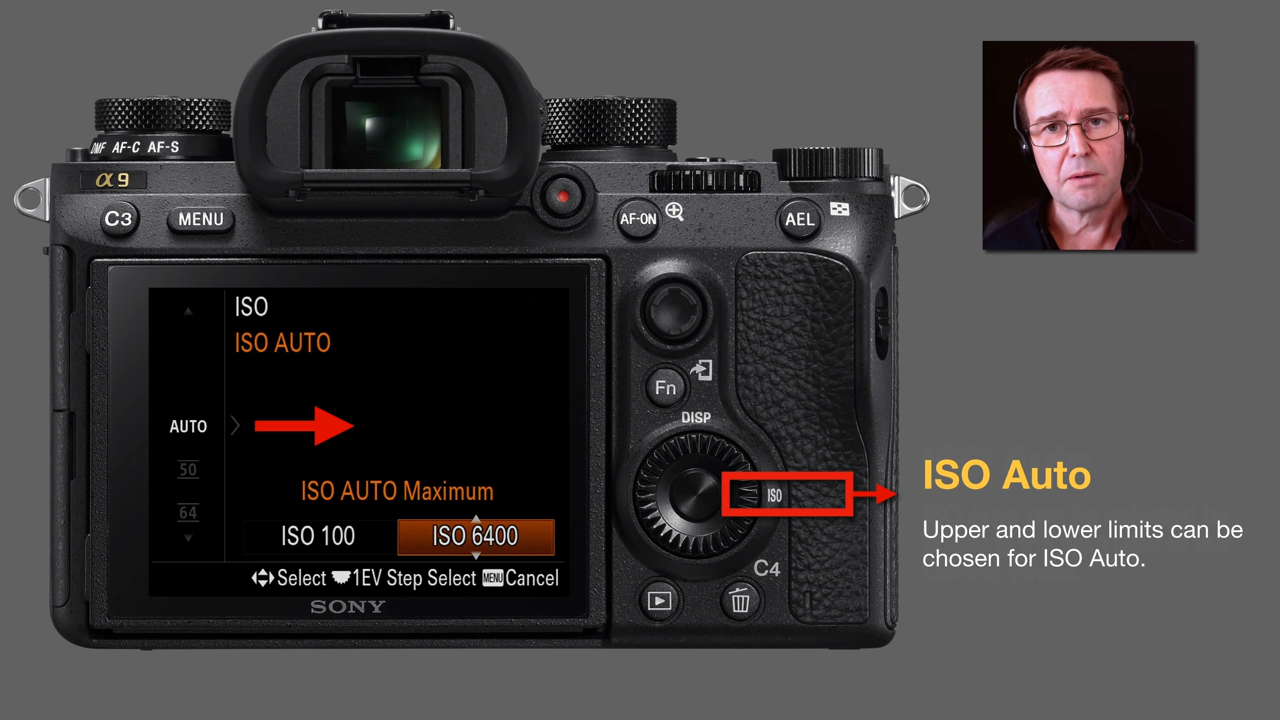 DMF AF-C AF-S
α9
C3
MENU
AF-ON
AEL
ISO
ISO AUTO
AUTO
50
64
ISO AUTO Maximum
ISO 100
ISO 6400
Select 1EV Step Select MENU Cancel
SONY
Fn
DISP
ISO
C4
ISO Auto
Upper and lower limits can be
chosen for ISO Auto.